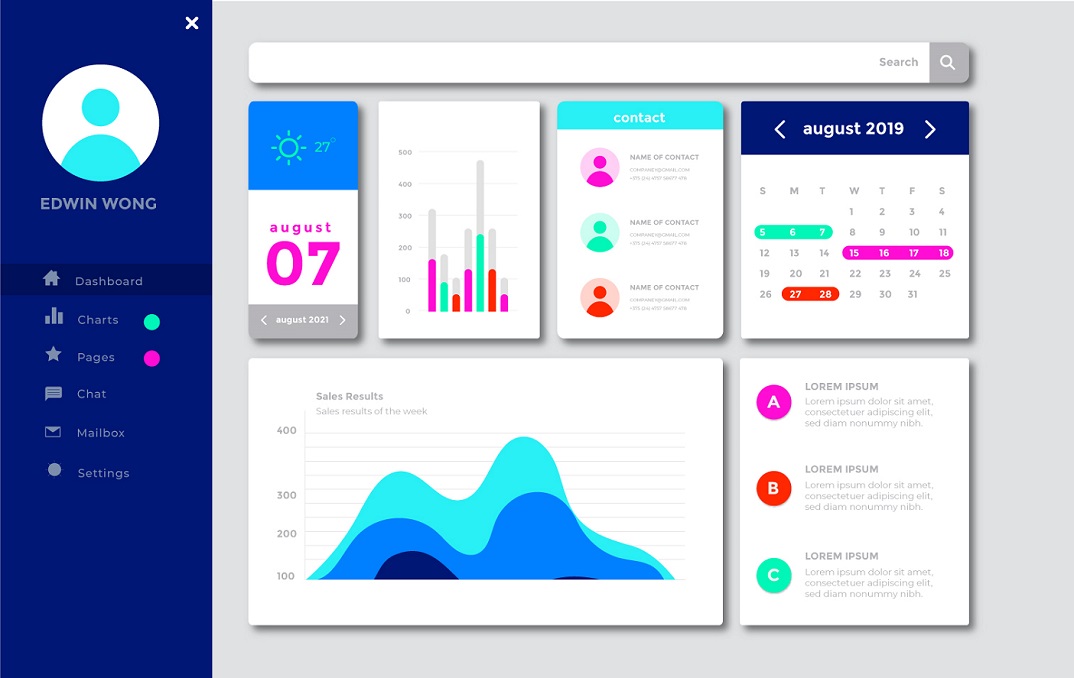 EDWIN WONG
Dashboard
Charts
Pages
Chat
Mailbox
Settings
Search
27°
august
07
august 2021
500
400
300
200
100
0
contact
NAME OF CONTACT
NAME OF CONTACT
NAME OF CONTACT
august 2019
S M T W T F S
1 2 3 4
5 6 7 8 9 10 11
12 13 14 15 16 17 18
19 20 21 22 23 24 25
26 27 28 29 30 31
Sales Results
Sales results of the week
400
300
200
100
A
LOREM IPSUM
Lorem ipsum dolor sit amet,
consectetuer adipiscing elit,
sed diam nonummy nibh.
B
LOREM IPSUM
Lorem ipsum dolor sit amet,
consectetuer adipiscing elit,
sed diam nonummy nibh.
C
LOREM IPSUM
Lorem ipsum dolor sit amet,
consectetuer adipiscing elit,
sed diam nonummy nibh.